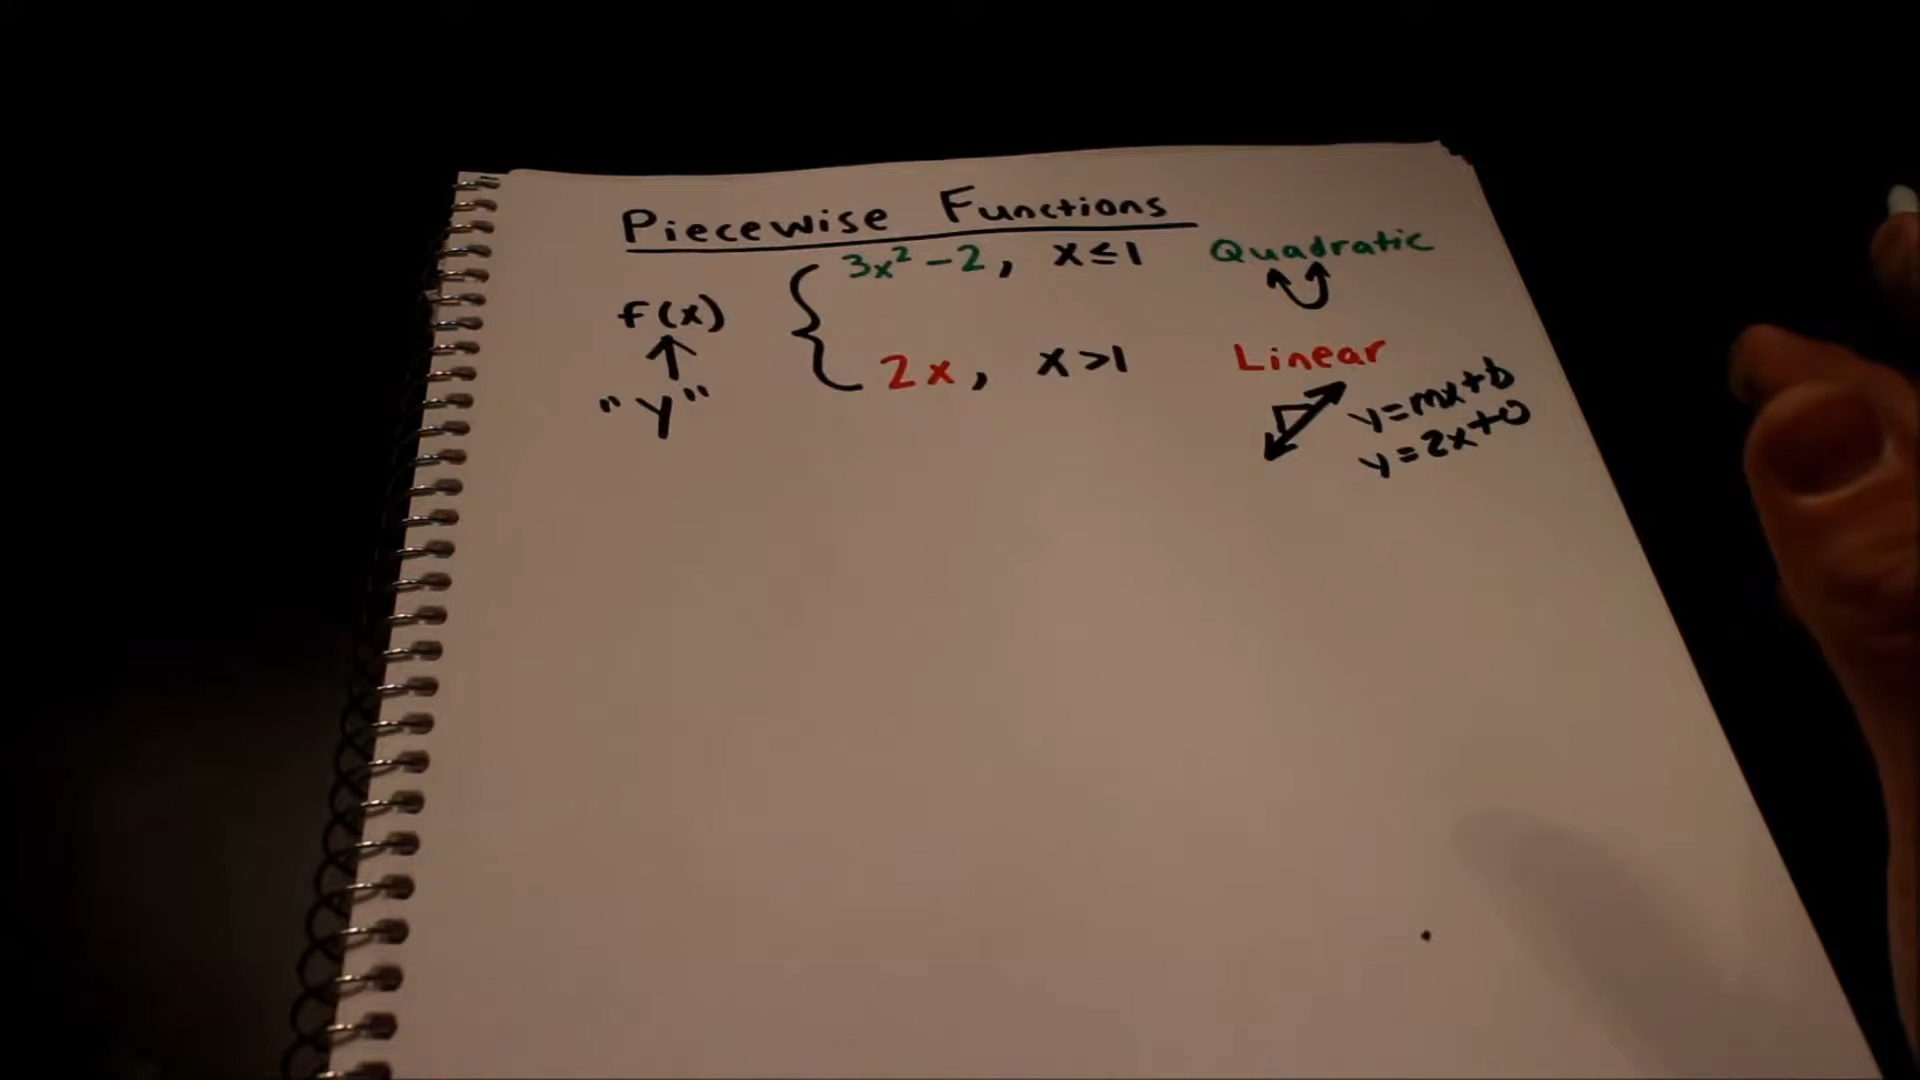 Piecewise Functions
3x² - 2, x ≤ 1 Quadratic
f(x) {
2x, x > 1 Linear
"Y"
y = mx + b
y = 2x + 0